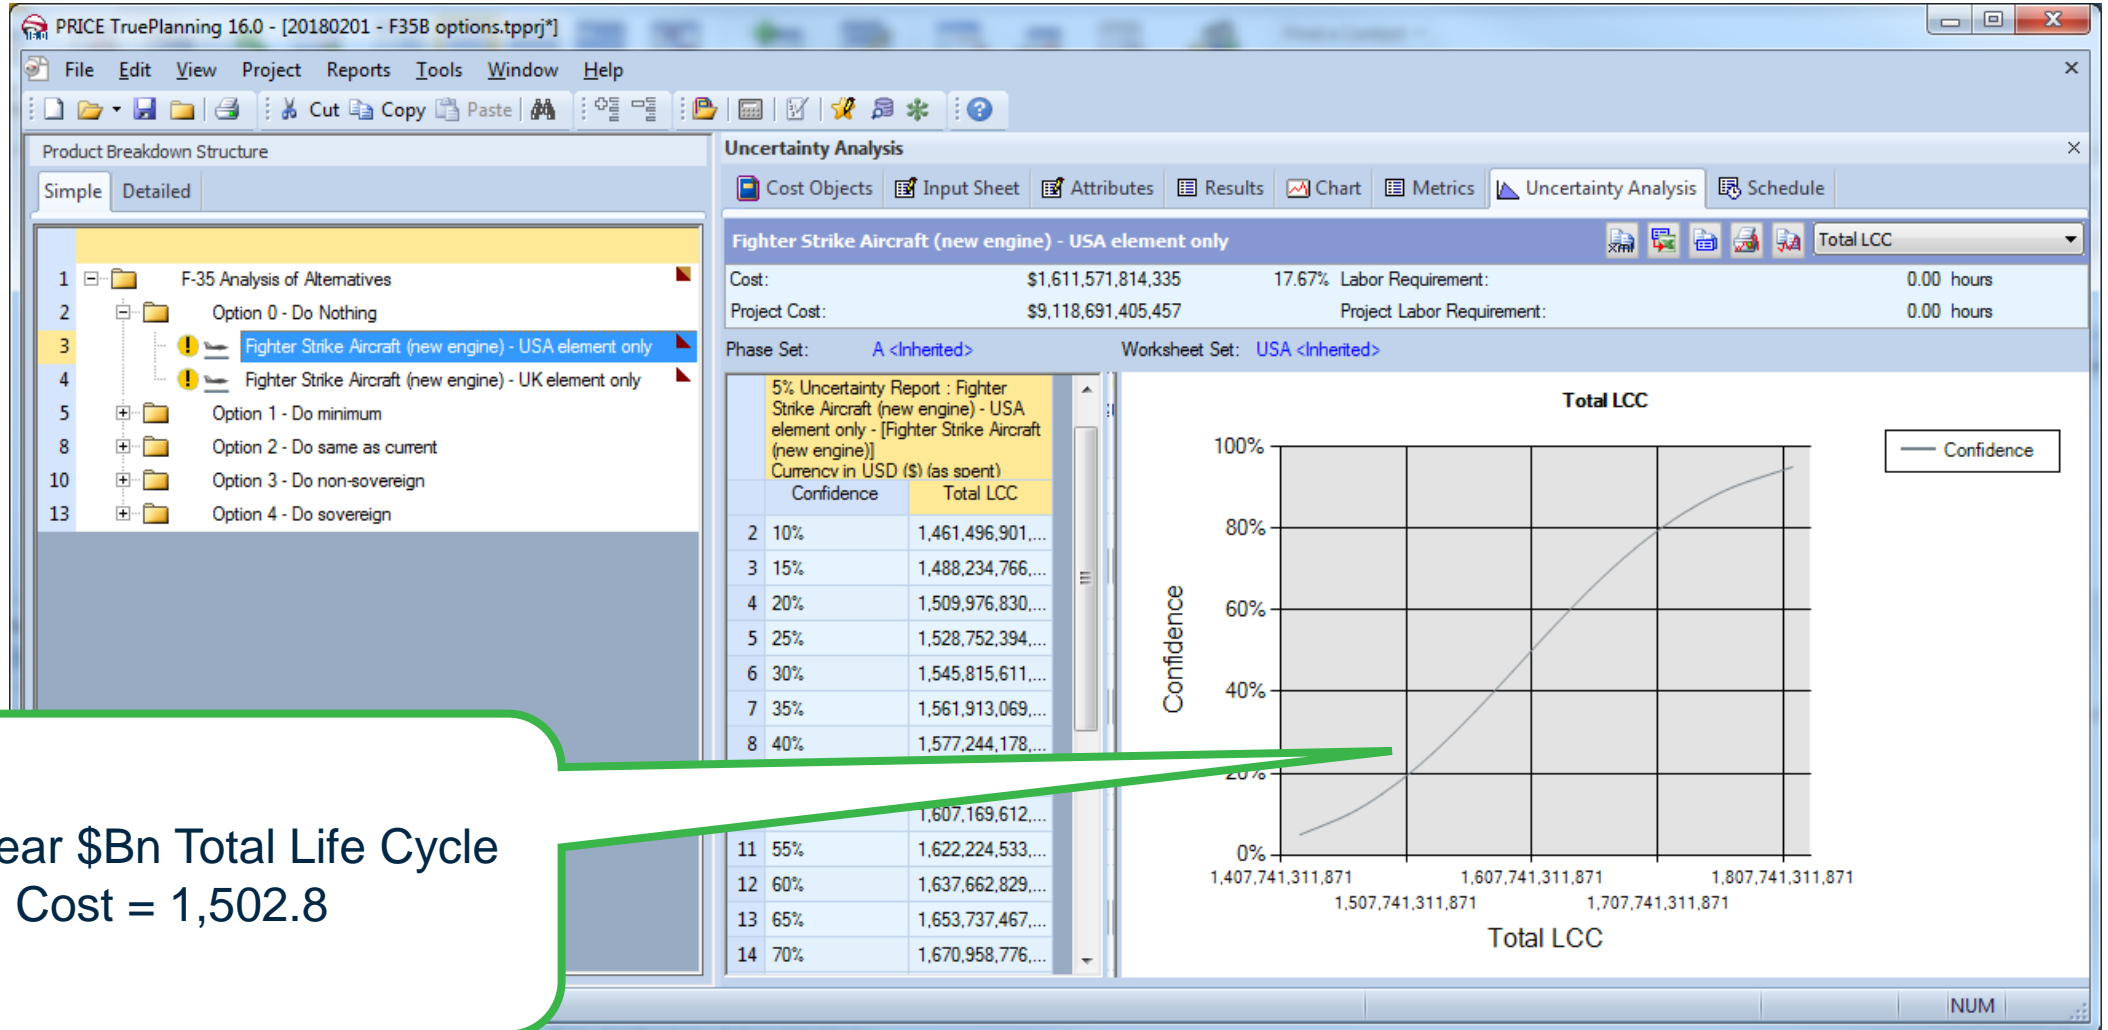 PRICE TruePlanning 16.0 - [20180201 - F35B options.tpprj*]
File Edit View Project Reports Tools Window Help
Cut Copy Paste
Product Breakdown Structure
Simple Detailed
1 F-35 Analysis of Alternatives
2 Option 0 - Do Nothing
3 Fighter Strike Aircraft (new engine) - USA element only
4 Fighter Strike Aircraft (new engine) - UK element only
5 Option 1 - Do minimum
8 Option 2 - Do same as current
10 Option 3 - Do non-sovereign
13 Option 4 - Do sovereign
Uncertainty Analysis
Cost Objects Input Sheet Attributes Results Chart Metrics Uncertainty Analysis Schedule
Fighter Strike Aircraft (new engine) - USA element only
Total LCC
Cost: $1,611,571,814,335 17.67% Labor Requirement: 0.00 hours
Project Cost: $9,118,691,405,457 Project Labor Requirement: 0.00 hours
Phase Set: A <Inherited> Worksheet Set: USA <Inherited>
5% Uncertainty Report : Fighter
Strike Aircraft (new engine) - USA
element only - [Fighter Strike Aircraft
(new engine)]
Currency in USD ($) (as spent)
Confidence Total LCC
2 10% 1,461,496,901,...
3 15% 1,488,234,766,...
4 20% 1,509,976,830,...
5 25% 1,528,752,394,...
6 30% 1,545,815,611,...
7 35% 1,561,913,069,...
8 40% 1,577,244,178,...
1,607,169,612,...
11 55% 1,622,224,533,...
12 60% 1,637,662,829,...
13 65% 1,653,737,467,...
14 70% 1,670,958,776,...
Total LCC
Confidence
100%
80%
60%
40%
20%
0%
Confidence
1,407,741,311,871 1,607,741,311,871 1,807,741,311,871
1,507,741,311,871 1,707,741,311,871
Total LCC
ear $Bn Total Life Cycle
Cost = 1,502.8
NUM